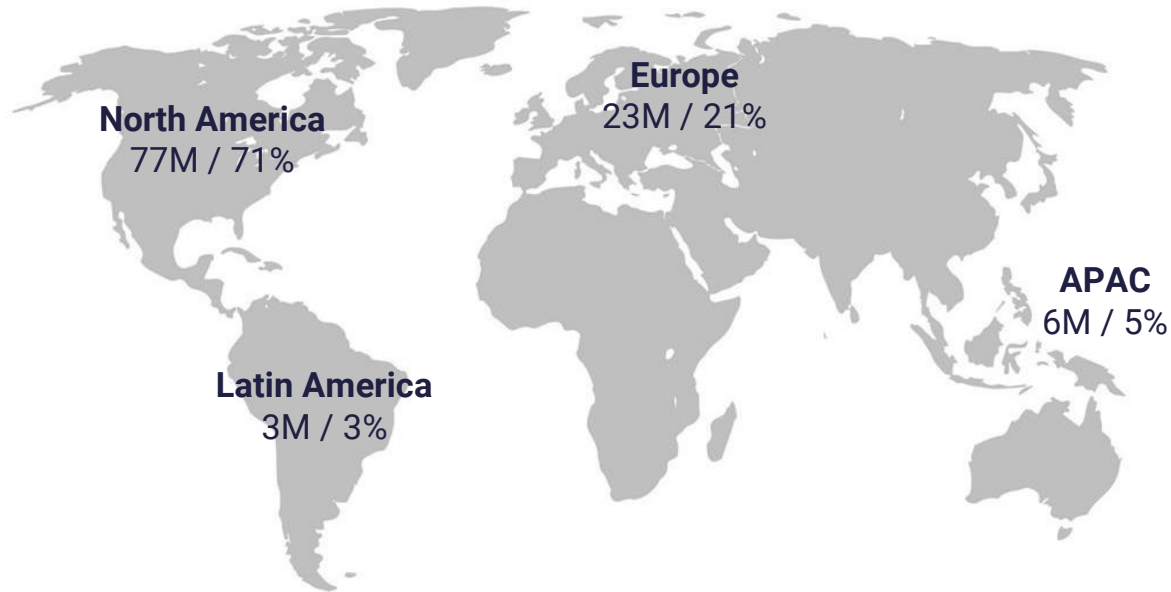 North America
77M / 71%
Europe
23M / 21%
APAC
6M / 5%
Latin America
3M / 3%